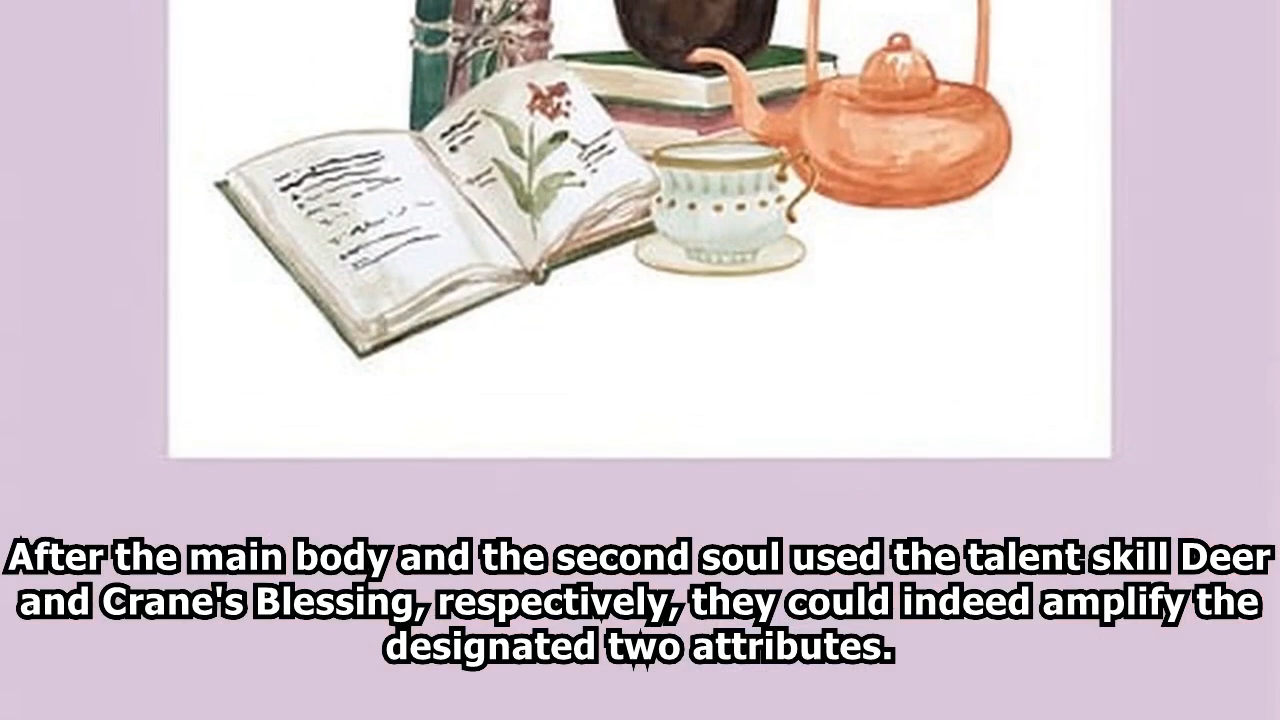 After the main body and the second soul used the talent skill Deer
and Crane's Blessing, respectively, they could indeed amplify the
designated two attributes.